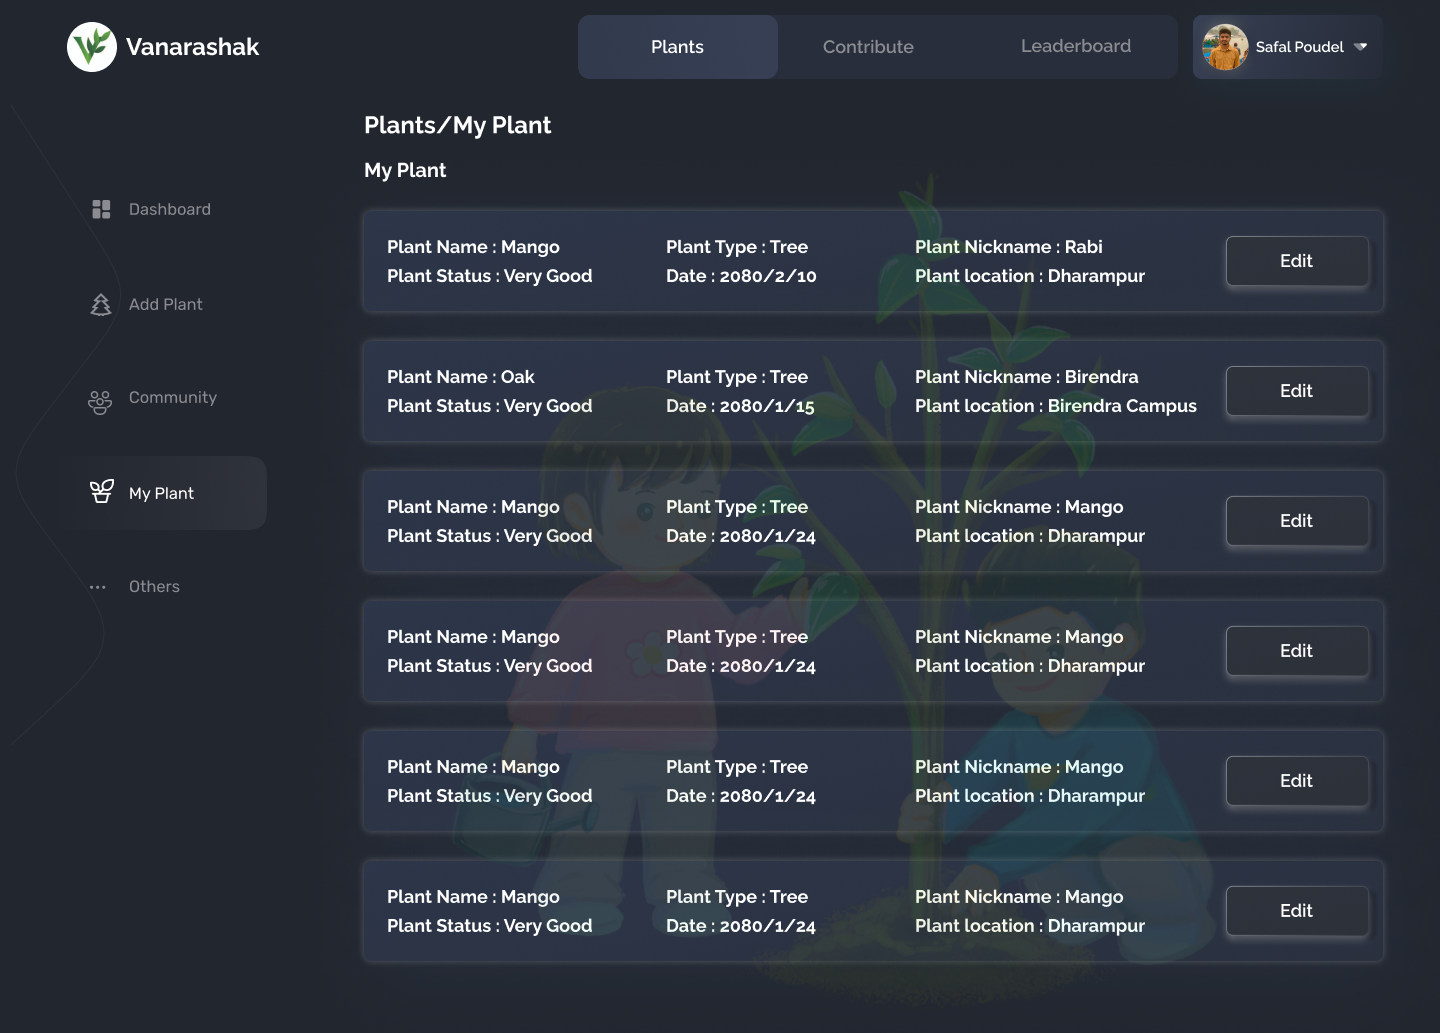 Vanarashak
Plants
Contribute
Leaderboard
Safal Poudel
Dashboard
Add Plant
Community
My Plant
Others
Plants/My Plant
My Plant
Plant Name : Mango
Plant Status : Very Good
Plant Type : Tree
Date : 2080/2/10
Plant Nickname : Rabi
Plant location : Dharampur
Edit
Plant Name : Oak
Plant Status : Very Good
Plant Type : Tree
Date : 2080/1/15
Plant Nickname : Birendra
Plant location : Birendra Campus
Edit
Plant Name : Mango
Plant Status : Very Good
Plant Type : Tree
Date : 2080/1/24
Plant Nickname : Mango
Plant location : Dharampur
Edit
Plant Name : Mango
Plant Status : Very Good
Plant Type : Tree
Date : 2080/1/24
Plant Nickname : Mango
Plant location : Dharampur
Edit
Plant Name : Mango
Plant Status : Very Good
Plant Type : Tree
Date : 2080/1/24
Plant Nickname : Mango
Plant location : Dharampur
Edit
Plant Name : Mango
Plant Status : Very Good
Plant Type : Tree
Date : 2080/1/24
Plant Nickname : Mango
Plant location : Dharampur
Edit